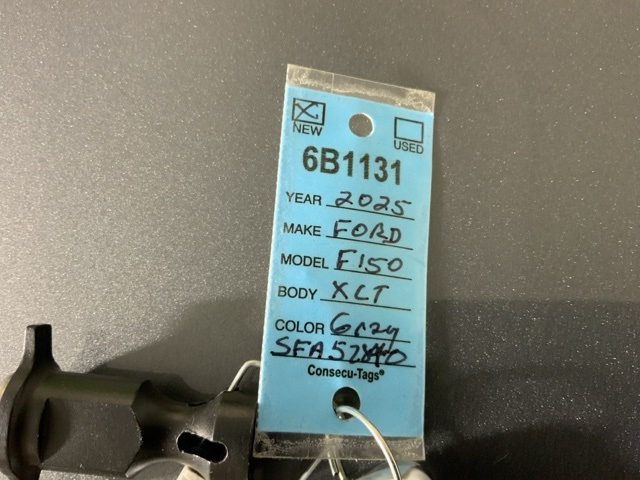 NEW USED
6B1131
YEAR 2025
MAKE FORD
MODEL F150
BODY XLT
COLOR Gray
Consecu-Tags®